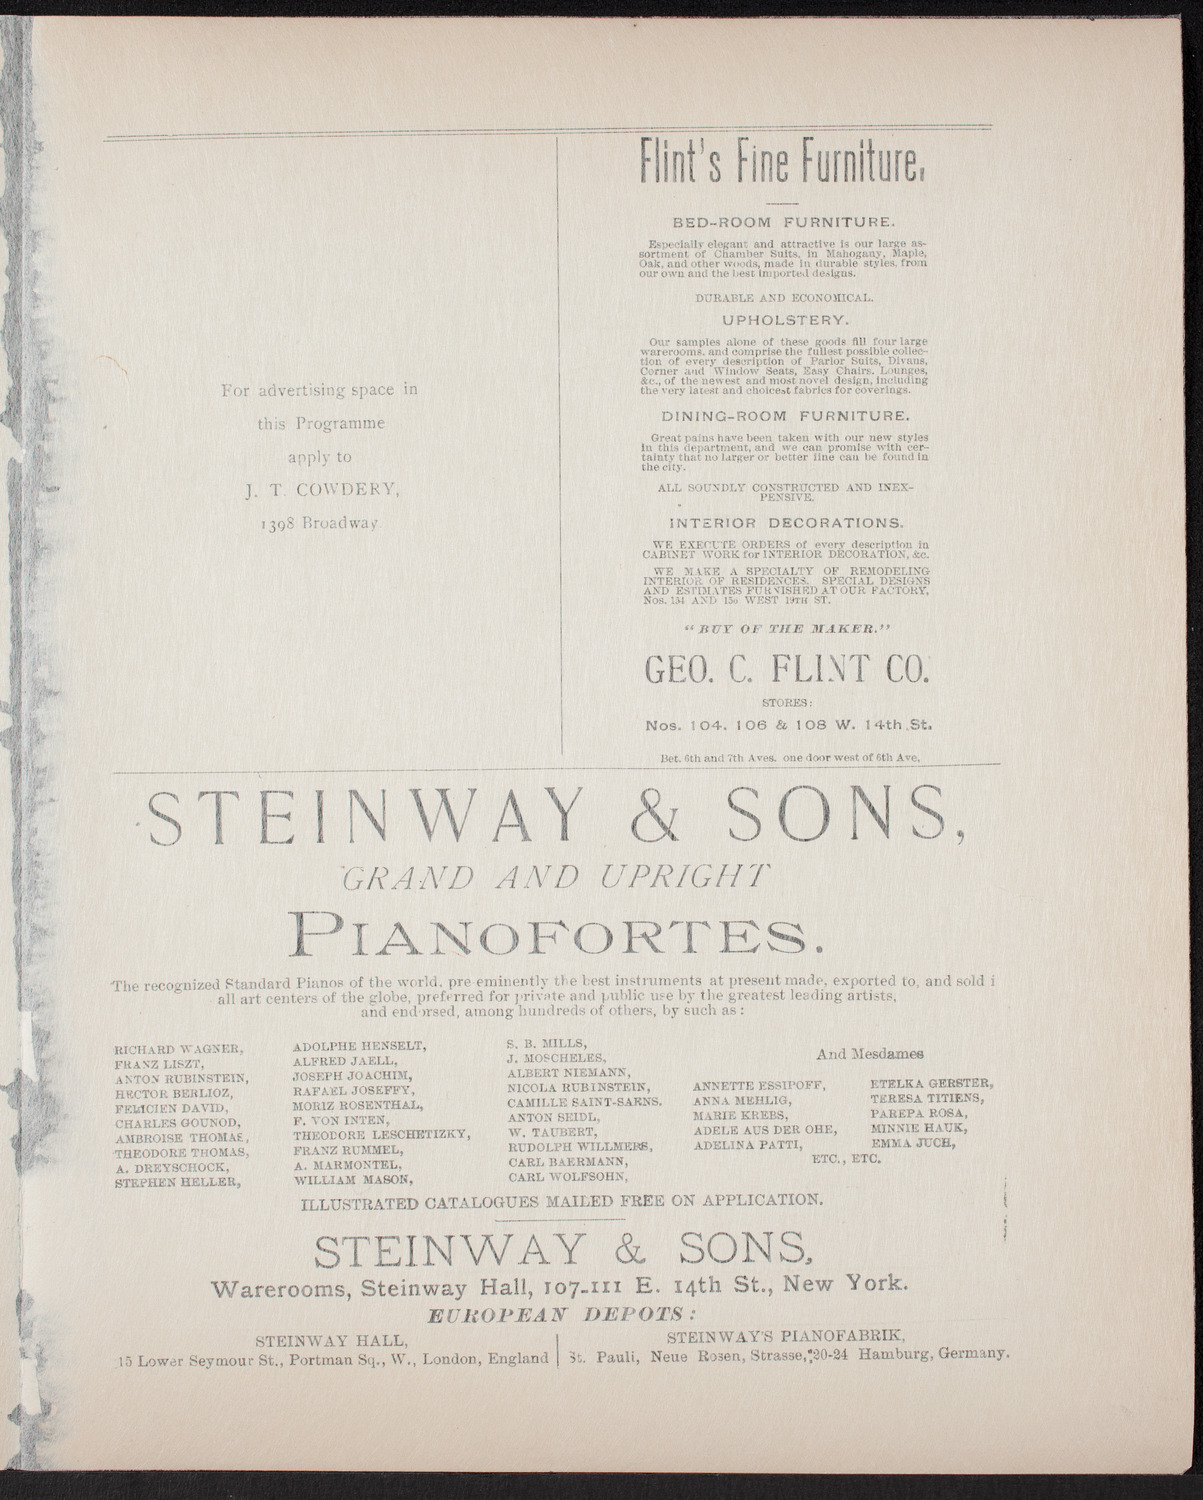 For advertising space in
this Programme
apply to
J. T. COWDERY,
1398 Broadway
Flint's Fine Furniture.
BED-ROOM FURNITURE.
Especially elegant and attractive is our large as-
sortment of Chamber Suits, in Mahogany, Maple,
Oak, and other woods, made in durable styles, from
our own and the best imported designs.
DURABLE AND ECONOMICAL.
UPHOLSTERY.
Our samples alone of these goods fill four large
warerooms, and comprise the fullest possible collec-
tion of every description of Parlor Suits, Divans,
Corner and Window Seats, Easy Chairs, Lounges,
&c., of the newest and most novel design, including
the very latest and choicest fabrics for coverings.
DINING-ROOM FURNITURE.
Great pains have been taken with our new styles
in this department, and we can promise with cer-
tainty that no larger or better line can be found in
the city.
ALL SOUNDLY CONSTRUCTED AND INEX-
PENSIVE.
INTERIOR DECORATIONS.
WE EXECUTE ORDERS of every description in
CABINET WORK for INTERIOR DECORATION, &c.
WE MAKE A SPECIALTY OF REMODELING
INTERIOR OF RESIDENCES. SPECIAL DESIGNS
AND ESTIMATES FURNISHED AT OUR FACTORY,
Nos. 154 AND 156 WEST 19TH ST.
"BUY OF THE MAKER."
GEO. C. FLINT CO.
STORES:
Nos. 104, 106 & 108 W. 14th St.
Bet. 6th and 7th Aves. one door west of 6th Ave,
STEINWAY & SONS,
GRAND AND UPRIGHT
PIANOFORTES.
The recognized Standard Pianos of the world, pre eminently the best instruments at present made, exported to, and sold i
all art centers of the globe, preferred for private and public use by the greatest leading artists,
and endorsed, among hundreds of others, by such as:
RICHARD WAGNER,
FRANZ LISZT,
ANTON RUBINSTEIN,
HECTOR BERLIOZ,
FELICIEN DAVID,
CHARLES GOUNOD,
AMBROISE THOMAS,
THEODORE THOMAS,
A. DREYSCHOCK,
STEPHEN HELLER,
ADOLPHE HENSELT,
ALFRED JAELL,
JOSEPH JOACHIM,
RAFAEL JOSEFFY,
MORIZ ROSENTHAL,
F. VON INTEN,
THEODORE LESCHETIZKY,
FRANZ RUMMEL,
A. MARMONTEL,
WILLIAM MASON,
S. B. MILLS,
J. MOSCHELES,
ALBERT NIEMANN,
NICOLA RUBINSTEIN,
CAMILLE SAINT-SAENS.
ANTON SEIDL,
W. TAUBERT,
RUDOLPH WILLMERS,
CARL BAERMANN,
CARL WOLFSOHN,
And Mesdames
ANNETTE ESSIPOFF,
ANNA MEHLIG,
MARIE KREBS,
ADELE AUS DER OHE,
ADELINA PATTI,
ETELKA GERSTER,
TERESA TITIENS,
PAREPA ROSA,
MINNIE HAUK,
EMMA JUCH,
ETC., ETC.
ILLUSTRATED CATALOGUES MAILED FREE ON APPLICATION.
STEINWAY & SONS,
Warerooms, Steinway Hall, 107-111 E. 14th St., New York.
EUROPEAN DEPOTS:
STEINWAY HALL,
15 Lower Seymour St., Portman Sq., W., London, England
STEINWAY'S PIANOFABRIK,
St. Pauli, Neue Rosen, Strasse, 20-24 Hamburg, Germany.